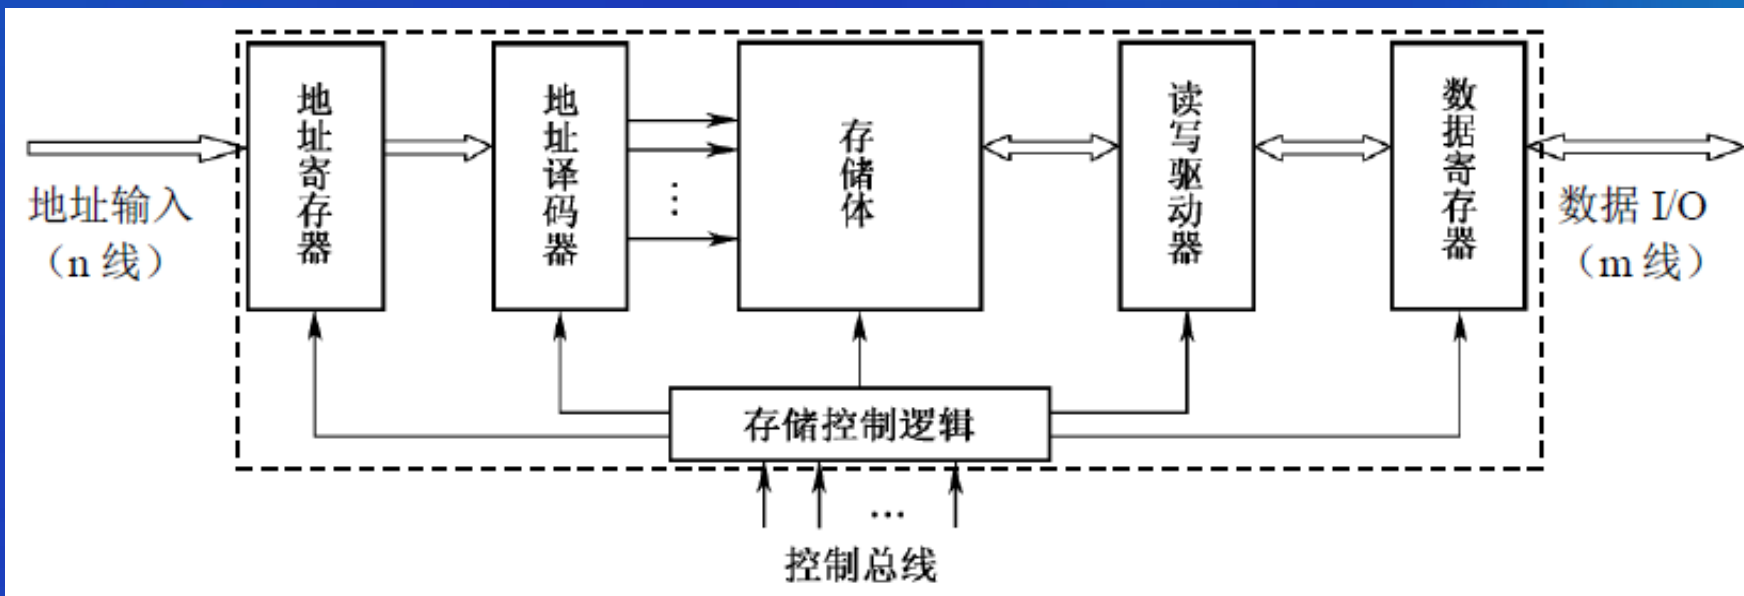 地址寄存器
地址译码器
存储体
读写驱动器
数据寄存器
地址输入
（n 线）
⋮
数据 I/O
（m 线）
存储控制逻辑
…
控制总线